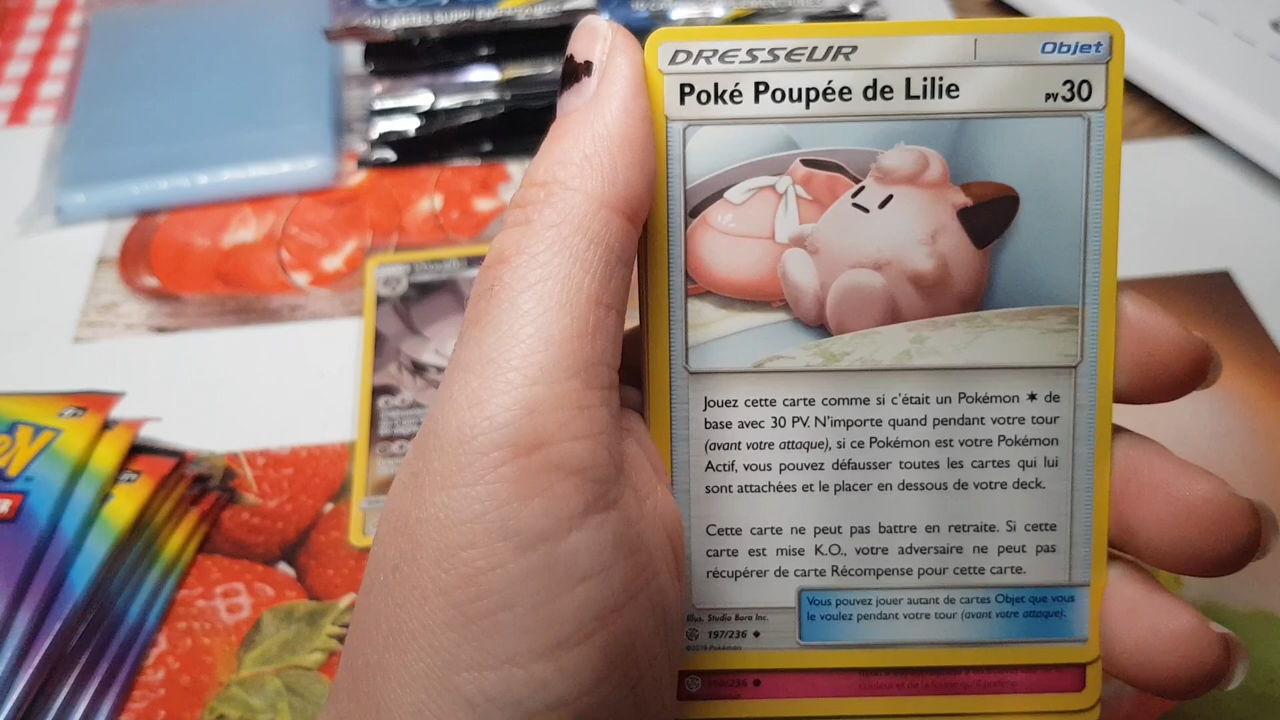 DRESSEUR
Objet
Poké Poupée de Lilie
PV30
Jouez cette carte comme si c'était un Pokémon ✶ de
base avec 30 PV. N'importe quand pendant votre tour
(avant votre attaque), si ce Pokémon est votre Pokémon
Actif, vous pouvez défausser toutes les cartes qui lui
sont attachées et le placer en dessous de votre deck.
Cette carte ne peut pas battre en retraite. Si cette
carte est mise K.O., votre adversaire ne peut pas
récupérer de carte Récompense pour cette carte.
Vous pouvez jouer autant de cartes Objet que vous
le voulez pendant votre tour (avant votre attaque).
Illus. Studio Bora Inc.
197/236 ◆
©2019 Pokémon